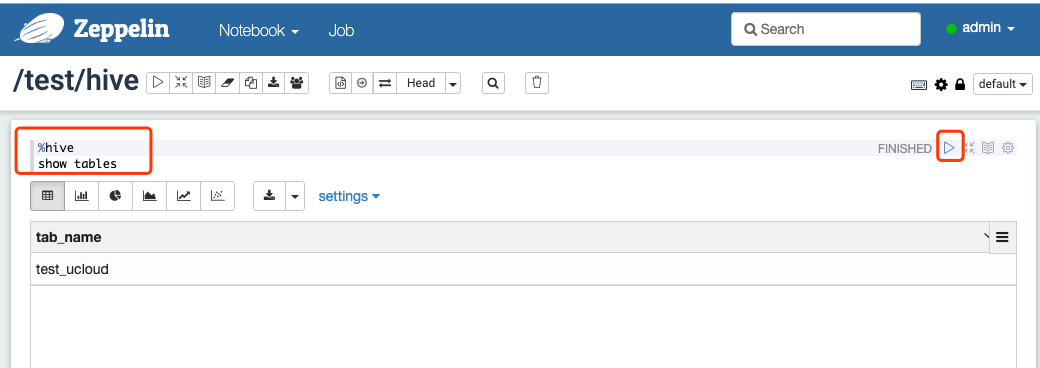 Zeppelin Notebook Job Search admin
/test/hive Head default
%hive
FINISHED
show tables
settings
tab_name
test_ucloud